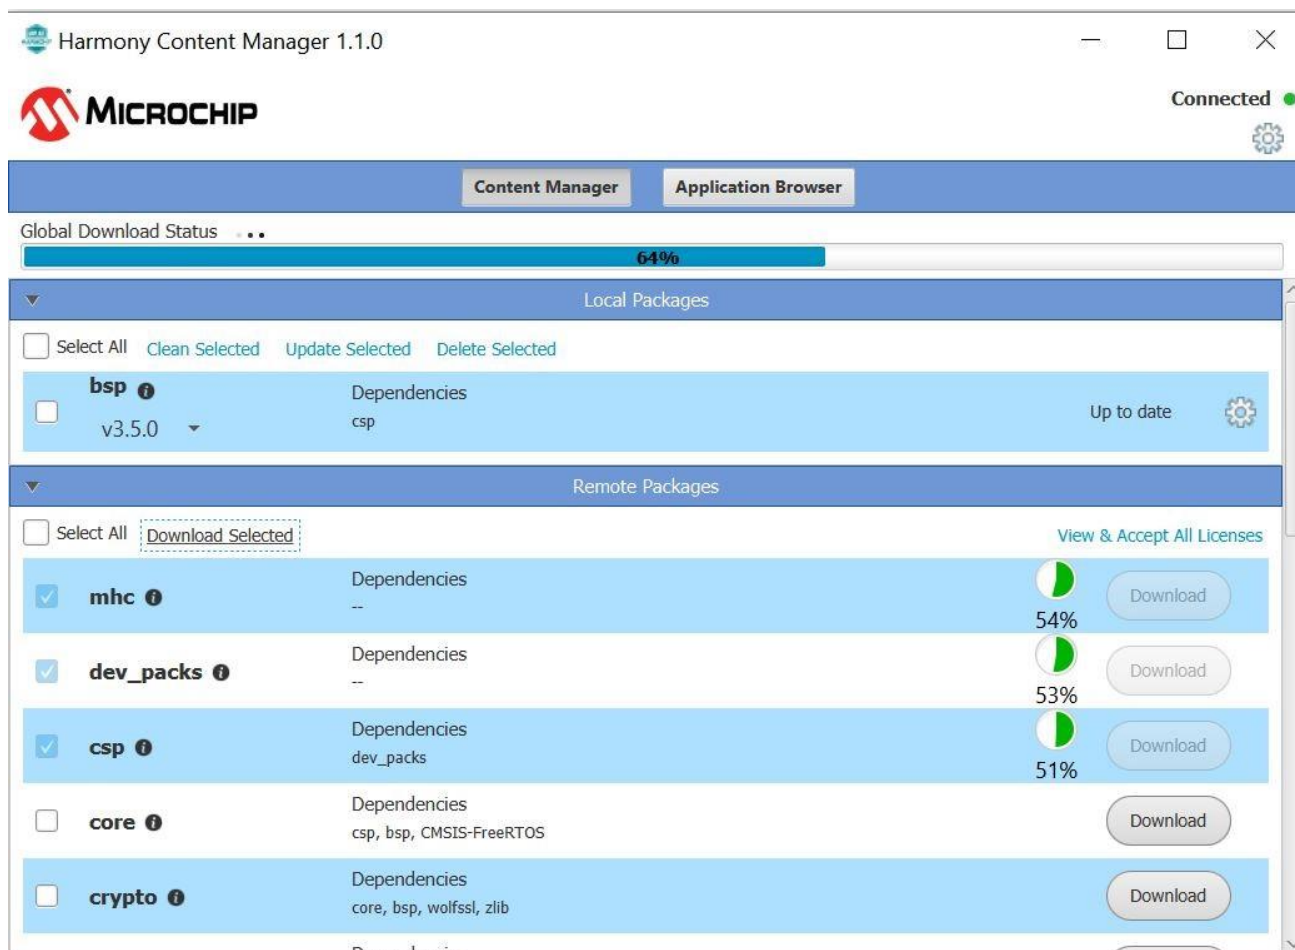 Harmony Content Manager 1.1.0
MICROCHIP
Connected
Content Manager Application Browser
Global Download Status
64%
Local Packages
Select All Clean Selected Update Selected Delete Selected
bsp Dependencies
v3.5.0 csp Up to date
Remote Packages
Select All Download Selected View & Accept All Licenses
mhc Dependencies
-- 54% Download
dev_packs Dependencies
-- 53% Download
csp Dependencies
dev_packs 51% Download
core Dependencies
csp, bsp, CMSIS-FreeRTOS Download
crypto Dependencies
core, bsp, wolfssl, zlib Download